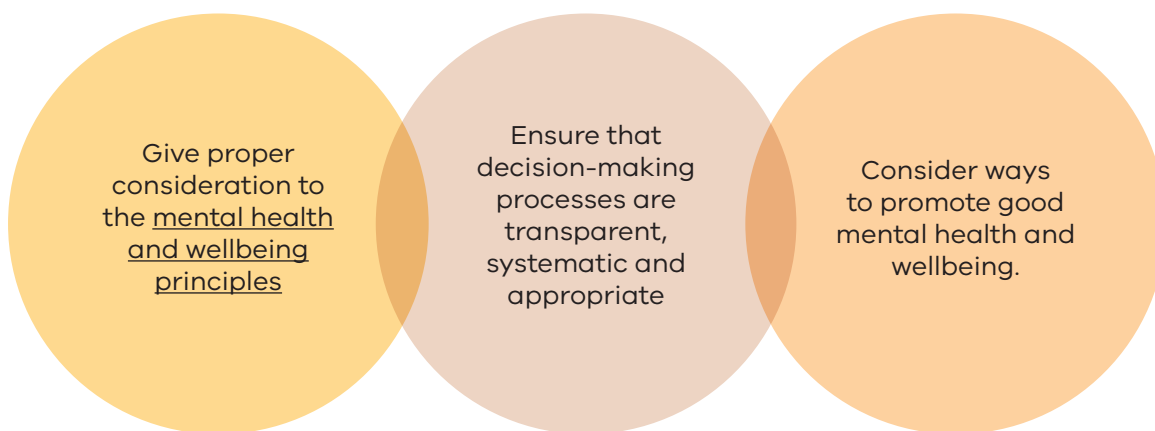 Give proper
consideration to
the mental health
and wellbeing
principles
Ensure that
decision-making
processes are
transparent,
systematic and
appropriate
Consider ways
to promote good
mental health and
wellbeing.